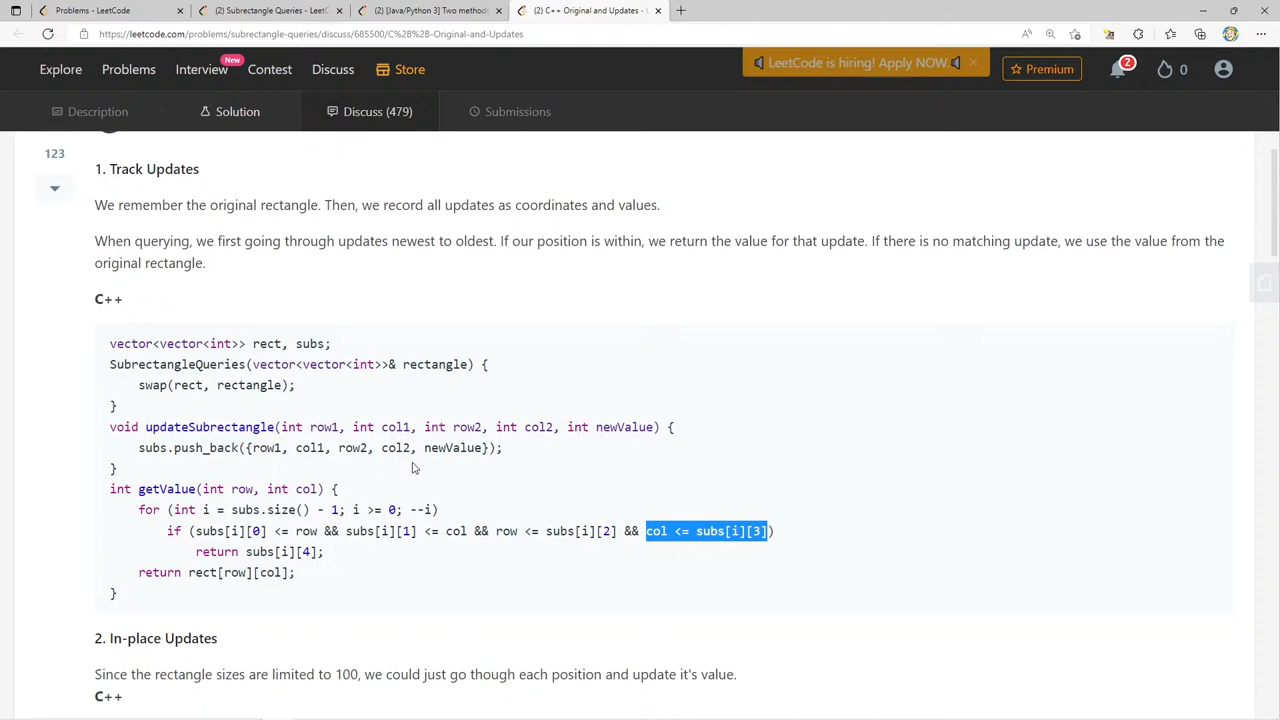 (2) Problems - LeetCode
(2) Subrectangle Queries - LeetC
(2) [Java/Python 3] Two method
(2) C++ Original and Updates - L
https://leetcode.com/problems/subrectangle-queries/discuss/685500/C%2B%2B-Original-and-Updates
New
Explore Problems Interview Contest Discuss Store
LeetCode is hiring! Apply NOW.
Premium
2
0
Description Solution Discuss (479) Submissions
123
1. Track Updates
We remember the original rectangle. Then, we record all updates as coordinates and values.
When querying, we first going through updates newest to oldest. If our position is within, we return the value for that update. If there is no matching update, we use the value from the
original rectangle.
C++
vector<vector<int>> rect, subs;
SubrectangleQueries(vector<vector<int>>& rectangle) {
swap(rect, rectangle);
}
void updateSubrectangle(int row1, int col1, int row2, int col2, int newValue) {
subs.push_back({row1, col1, row2, col2, newValue});
}
int getValue(int row, int col) {
for (int i = subs.size() - 1; i >= 0; --i)
if (subs[i][0] <= row && subs[i][1] <= col && row <= subs[i][2] && col <= subs[i][3])
return subs[i][4];
return rect[row][col];
}
2. In-place Updates
Since the rectangle sizes are limited to 100, we could just go though each position and update it's value.
C++